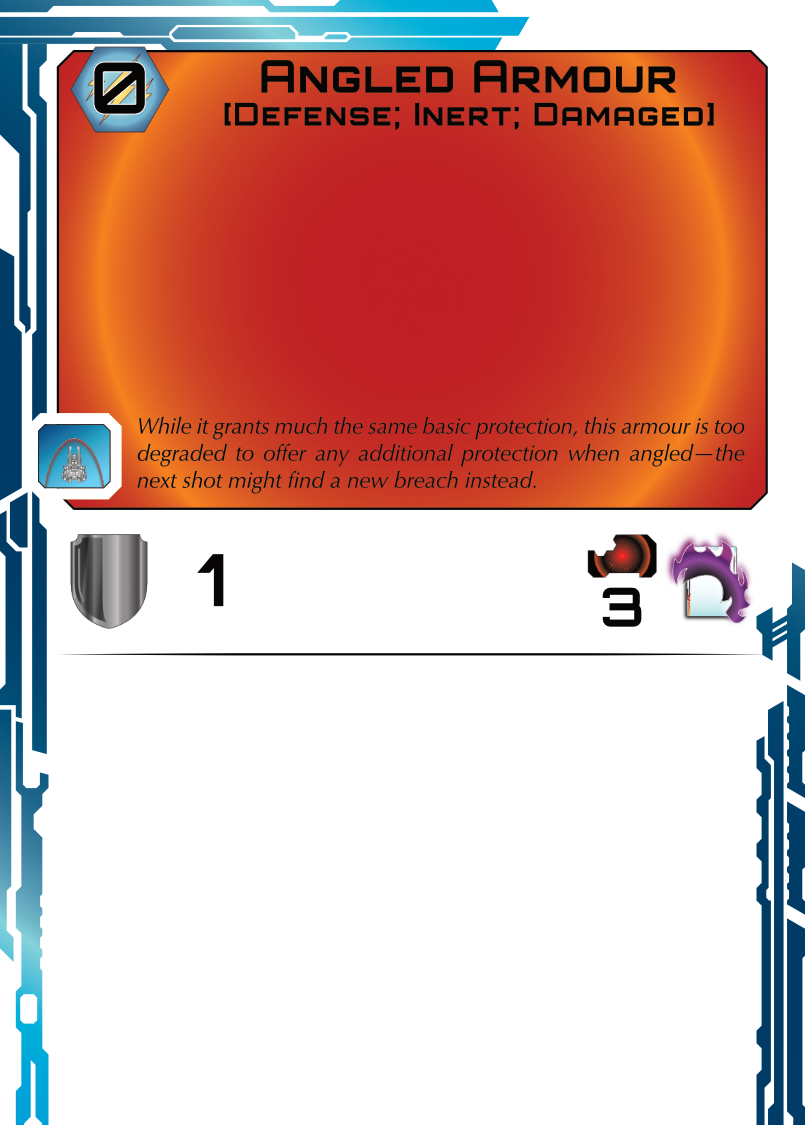 0
Angled Armour
[Defense; Inert; Damaged]
While it grants much the same basic protection, this armour is too
degraded to offer any additional protection when angled—the
next shot might find a new breach instead.
1
3